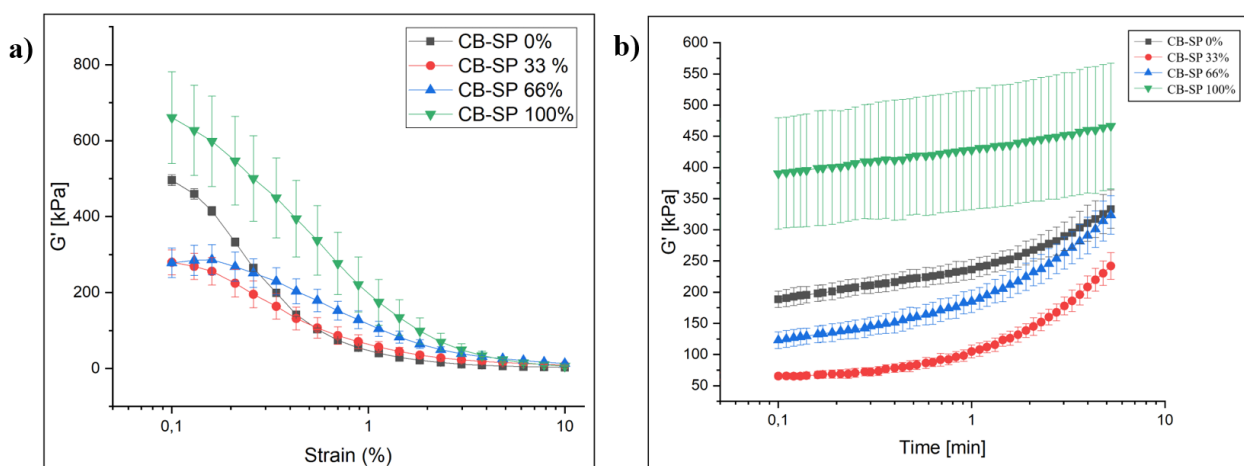 a)
CB-SP 0%
CB-SP 33 %
CB-SP 66%
CB-SP 100%
800
600
400
200
0
G' [kPa]
0,1
1
10
Strain (%)
b)
CB-SP 0%
CB-SP 33%
CB-SP 66%
CB-SP 100%
600
550
500
450
400
350
300
250
200
150
100
50
G' [kPa]
0,1
1
10
Time [min]